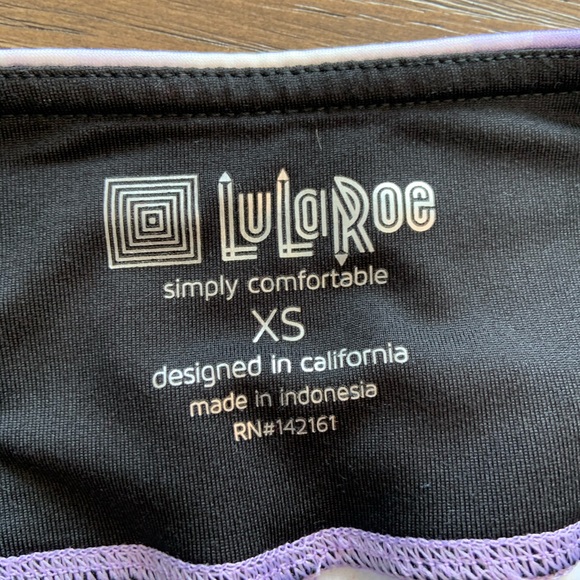 LuLaRoe
simply comfortable
XS
designed in california
made in indonesia
RN#142161